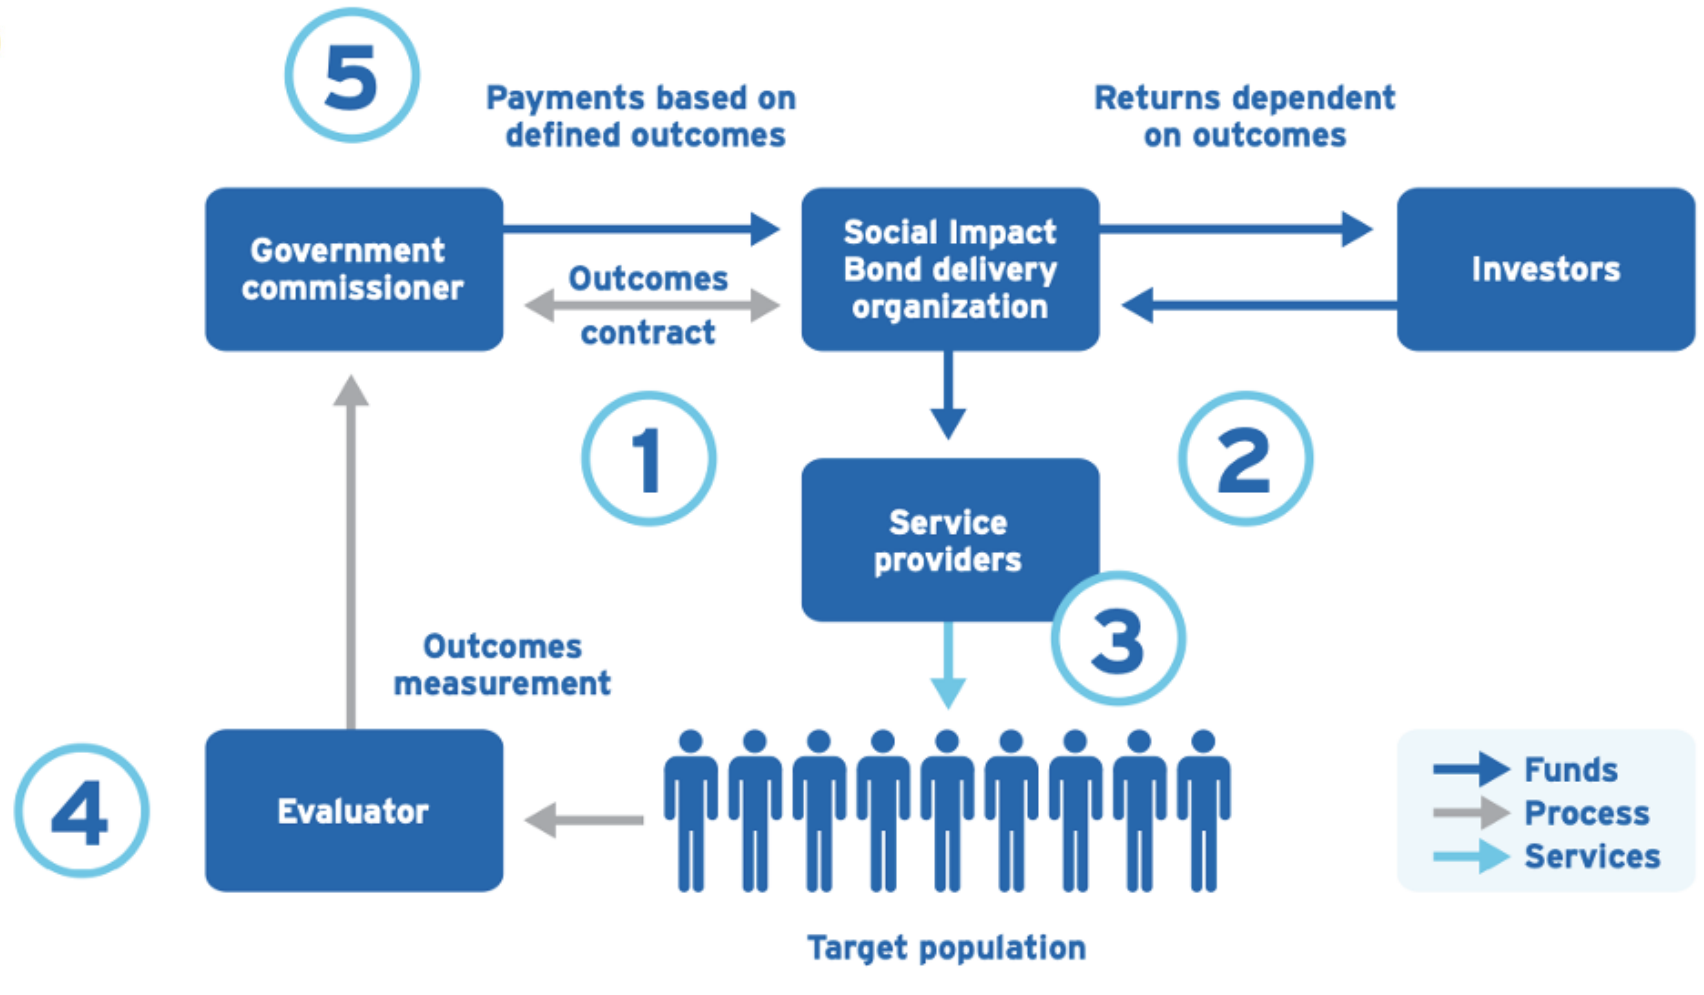 5
Payments based on
defined outcomes
Returns dependent
on outcomes
Government
commissioner
Outcomes
contract
Social Impact
Bond delivery
organization
Investors
1
2
Service
providers
3
Outcomes
measurement
4
Evaluator
Target population
Funds
Process
Services